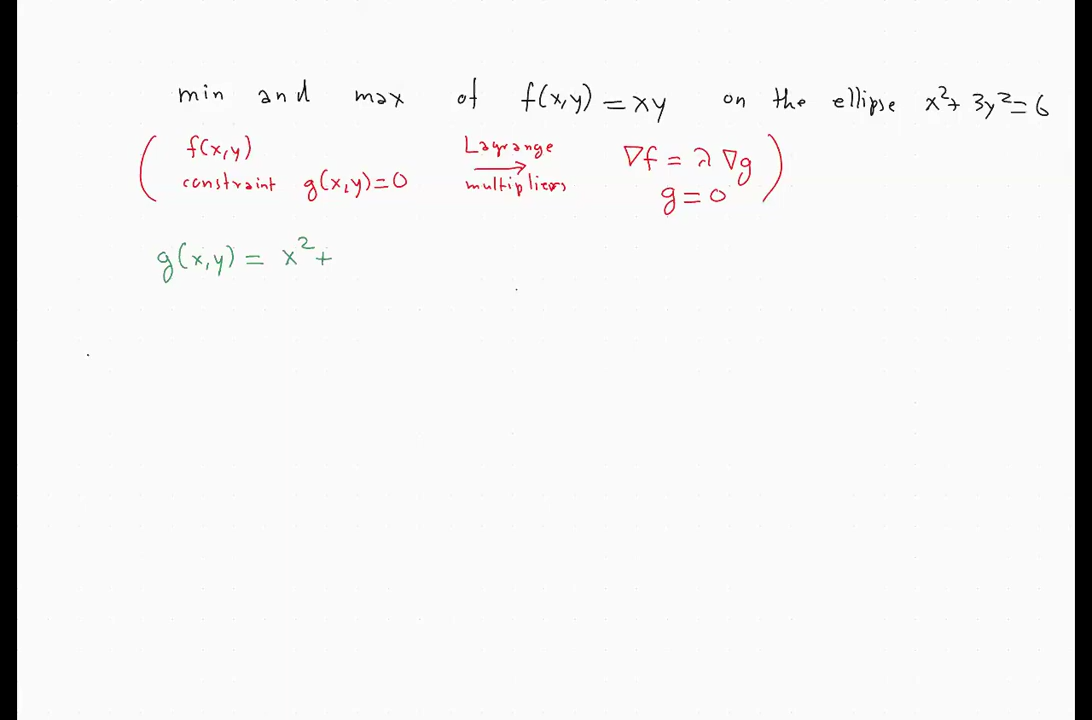 min and max of f(x,y) = xy on the ellipse x²+ 3y²=6
( f(x,y) Lagrange ∇f = λ ∇g )
constraint g(x,y)=0 → multipliers g=0
g(x,y) = x²+